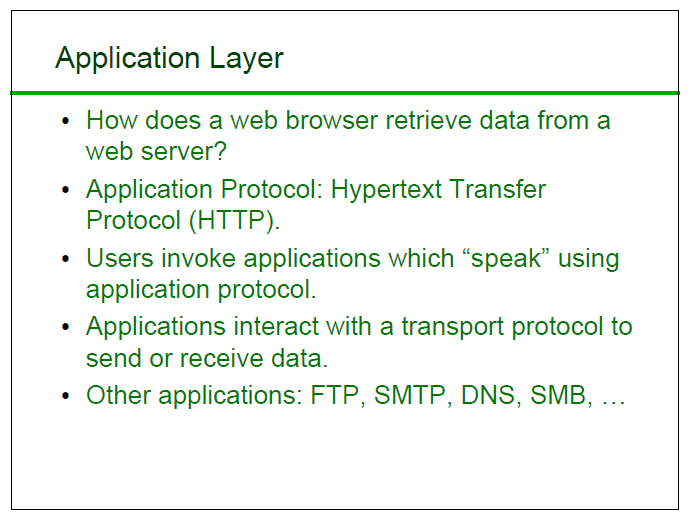 Application Layer
• How does a web browser retrieve data from a
web server?
• Application Protocol: Hypertext Transfer
Protocol (HTTP).
• Users invoke applications which “speak” using
application protocol.
• Applications interact with a transport protocol to
send or receive data.
• Other applications: FTP, SMTP, DNS, SMB, …